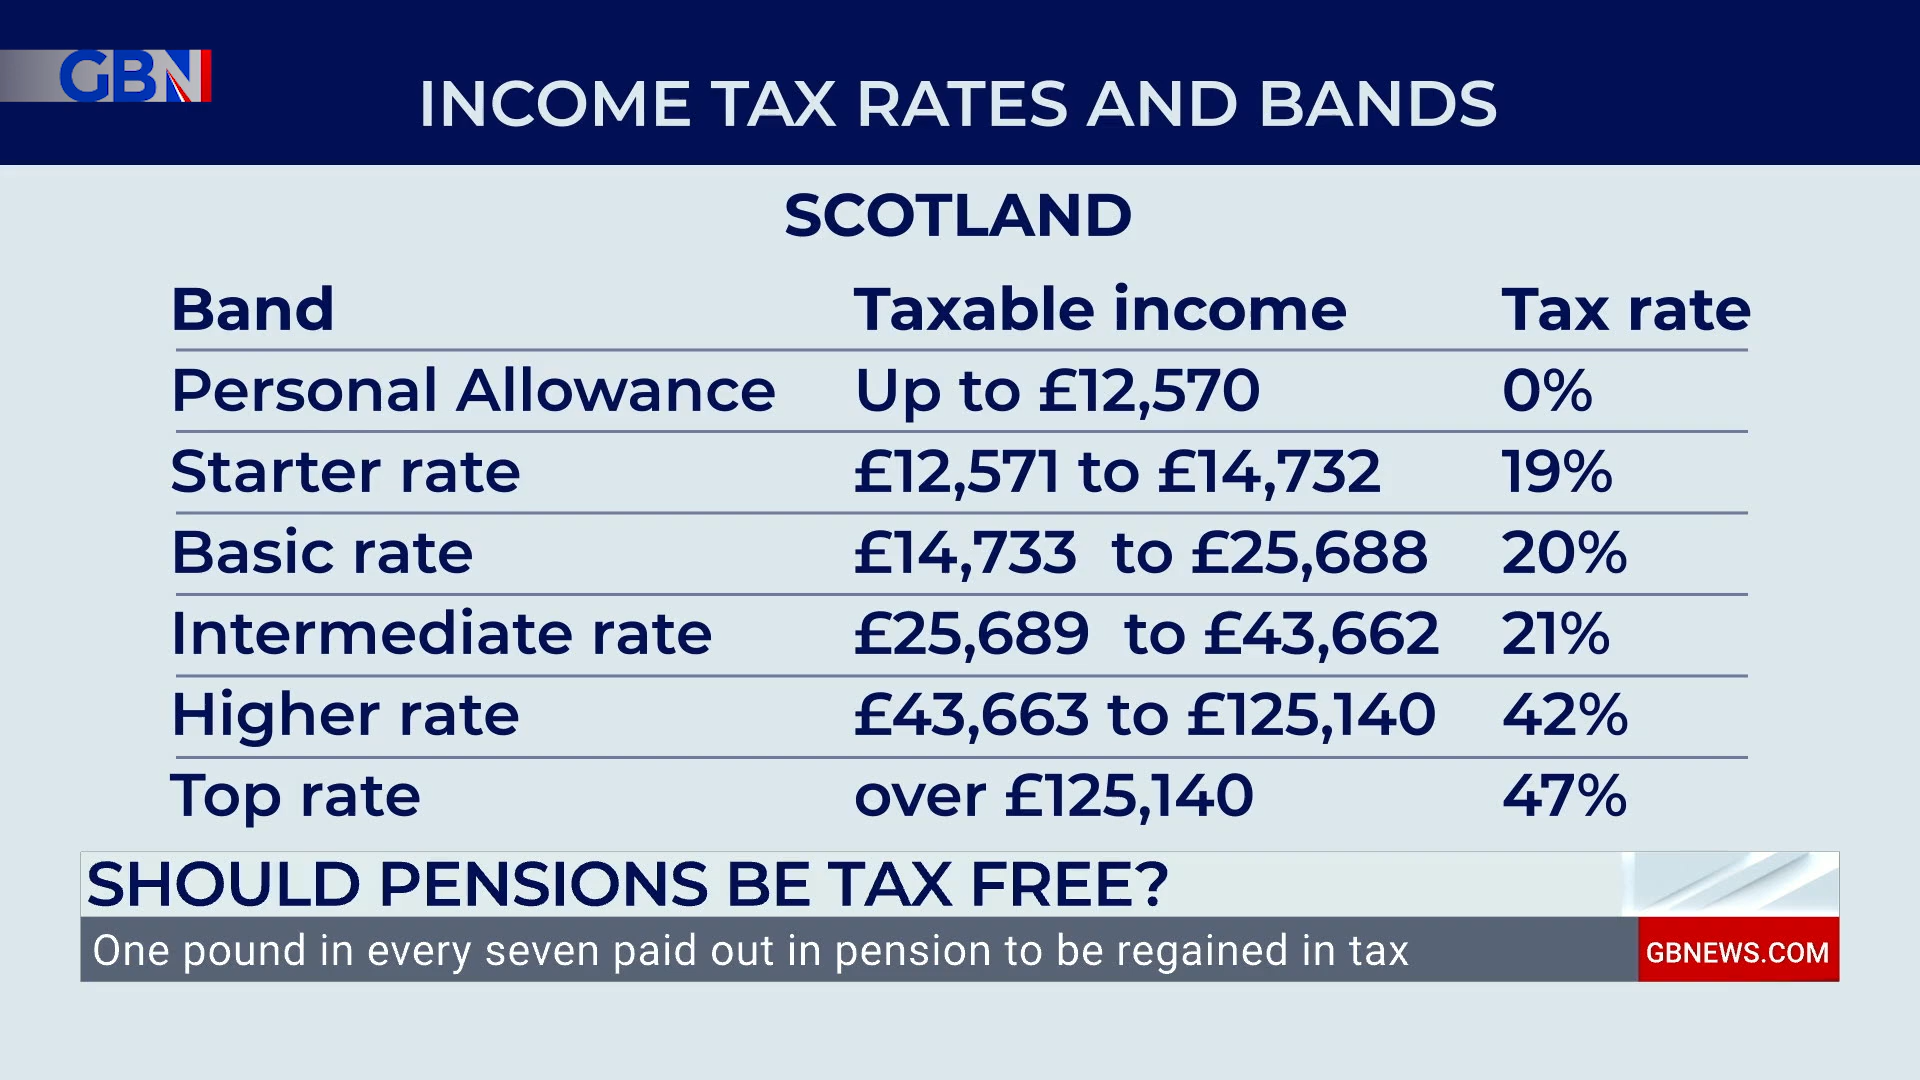 GBN
INCOME TAX RATES AND BANDS
SCOTLAND
Band Taxable income Tax rate
Personal Allowance Up to £12,570 0%
Starter rate £12,571 to £14,732 19%
Basic rate £14,733 to £25,688 20%
Intermediate rate £25,689 to £43,662 21%
Higher rate £43,663 to £125,140 42%
Top rate over £125,140 47%
SHOULD PENSIONS BE TAX FREE?
One pound in every seven paid out in pension to be regained in tax GBNEWS.COM